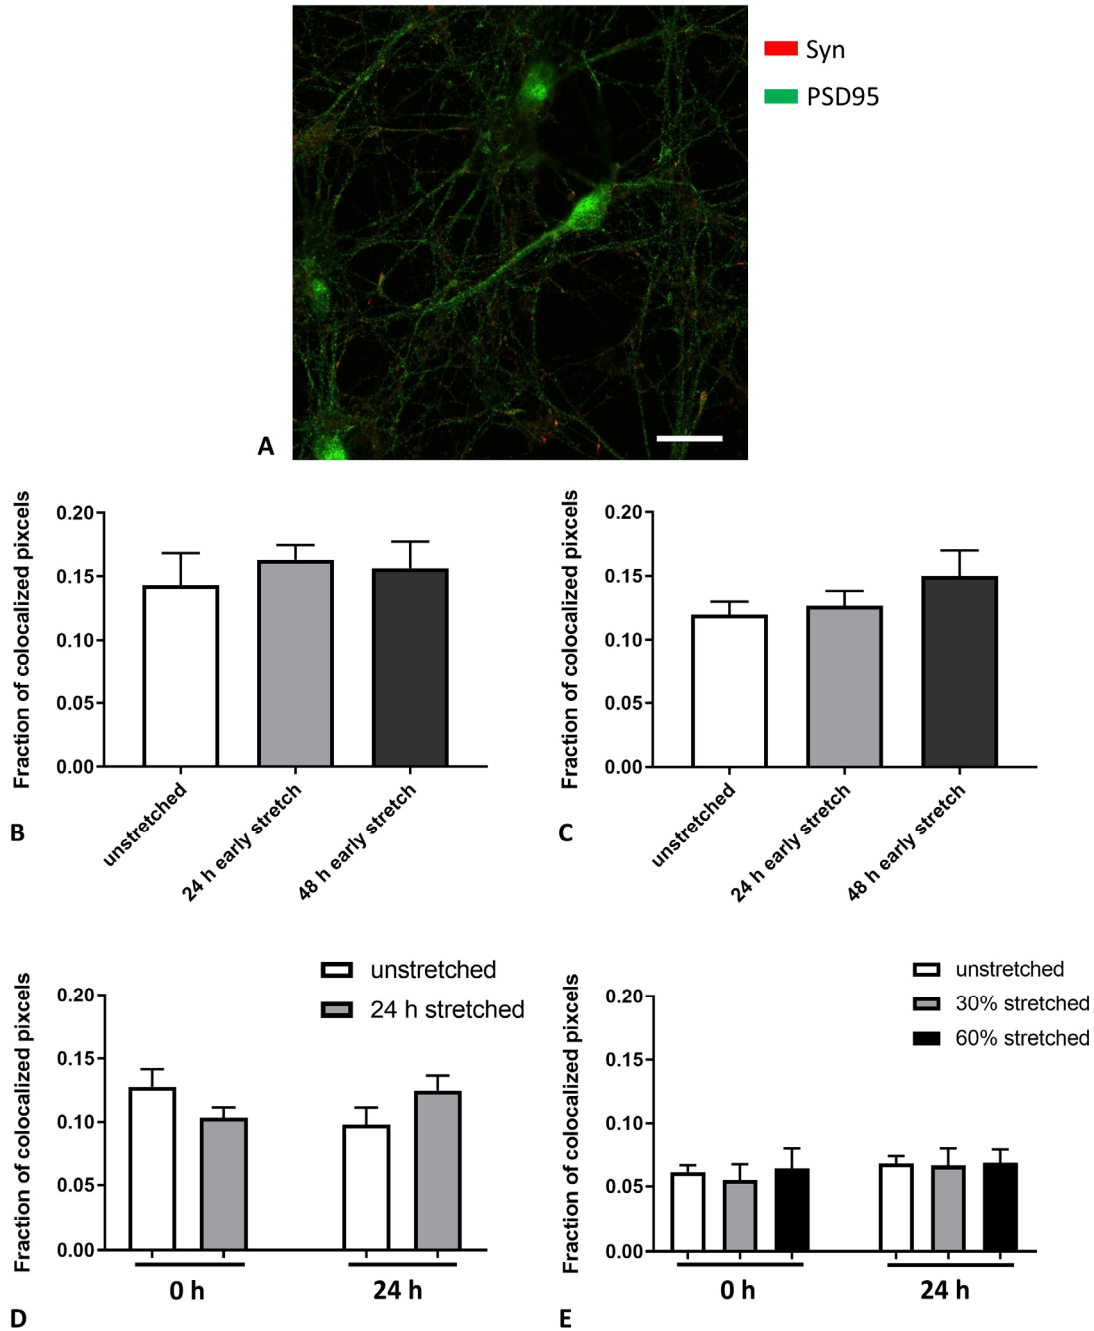 Syn
PSD95
A
Fraction of colocalized pixcels
0.20
0.15
0.10
0.05
0.00
unstretched
24 h early stretch
48 h early stretch
B
Fraction of colocalized pixcels
0.20
0.15
0.10
0.05
0.00
unstretched
24 h early stretch
48 h early stretch
C
unstretched
24 h stretched
Fraction of colocalized pixcels
0.20
0.15
0.10
0.05
0.00
0 h
24 h
D
unstretched
30% stretched
60% stretched
Fraction of colocalized pixcels
0.20
0.15
0.10
0.05
0.00
0 h
24 h
E